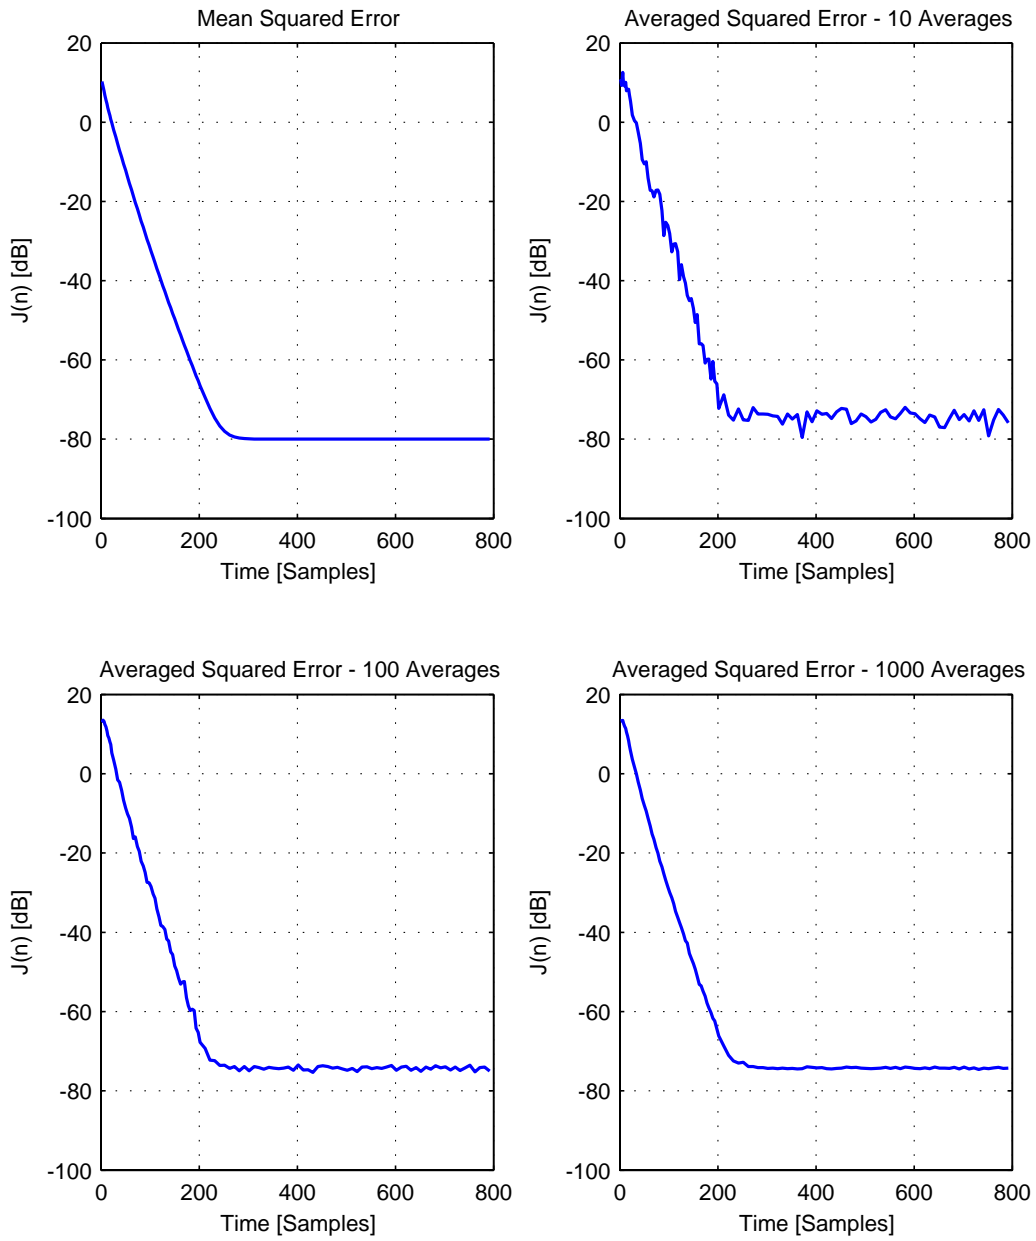 Mean Squared Error
20
0
-20
-40
-60
-80
-100
J(n) [dB]
0 200 400 600 800
Time [Samples]
Averaged Squared Error - 10 Averages
20
0
-20
-40
-60
-80
-100
J(n) [dB]
0 200 400 600 800
Time [Samples]
Averaged Squared Error - 100 Averages
20
0
-20
-40
-60
-80
-100
J(n) [dB]
0 200 400 600 800
Time [Samples]
Averaged Squared Error - 1000 Averages
20
0
-20
-40
-60
-80
-100
J(n) [dB]
0 200 400 600 800
Time [Samples]